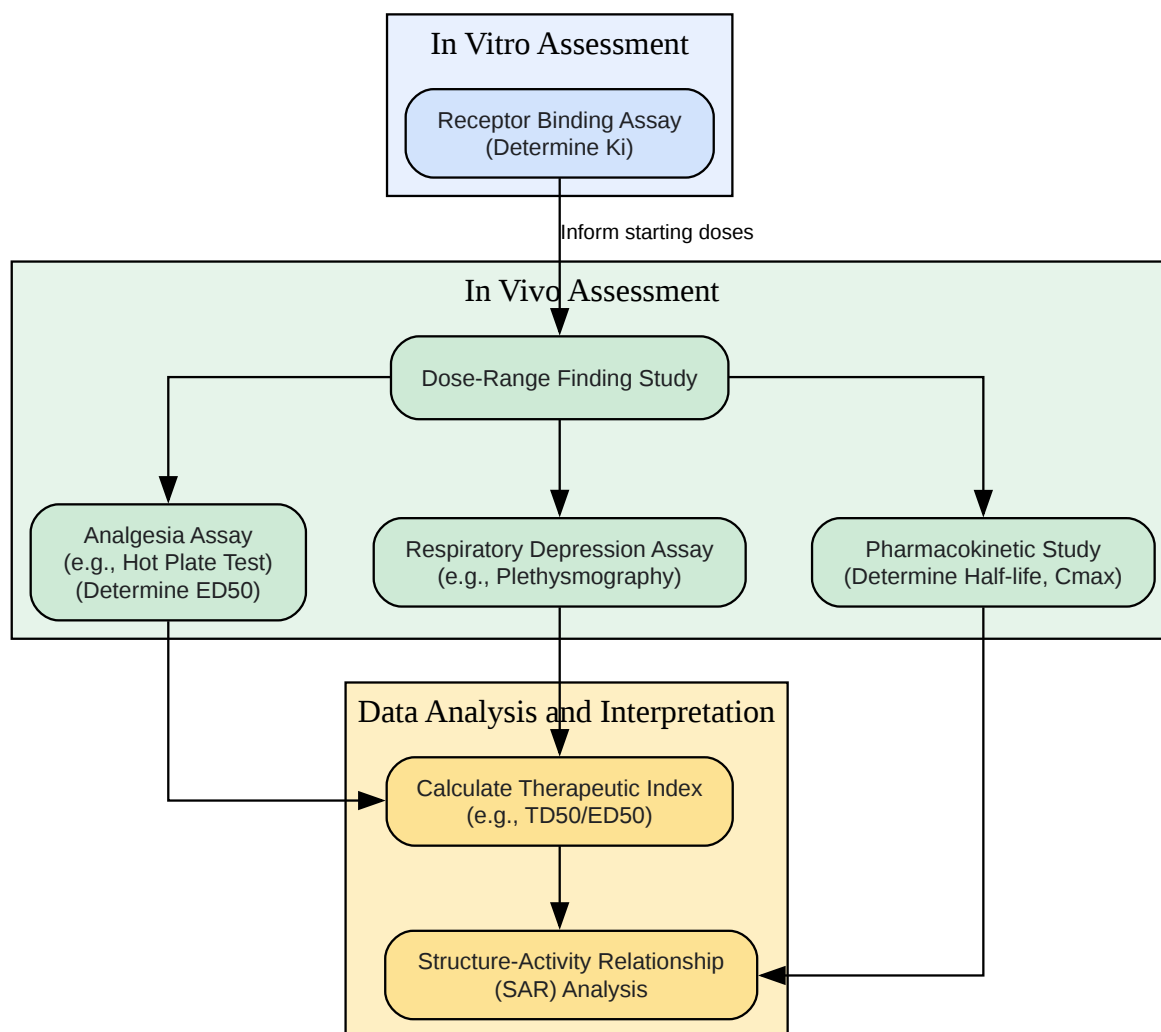 In Vitro Assessment
Receptor Binding Assay
(Determine Ki)
Inform starting doses
In Vivo Assessment
Dose-Range Finding Study
Analgesia Assay
(e.g., Hot Plate Test)
(Determine ED50)
Respiratory Depression Assay
(e.g., Plethysmography)
Pharmacokinetic Study
(Determine Half-life, Cmax)
Data Analysis and Interpretation
Calculate Therapeutic Index
(e.g., TD50/ED50)
Structure-Activity Relationship
(SAR) Analysis